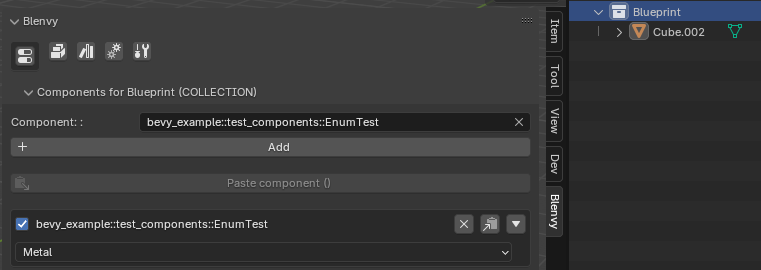 Blenvy
Components for Blueprint (COLLECTION)
Component: :
bevy_example::test_components::EnumTest
Add
Paste component ()
bevy_example::test_components::EnumTest
Metal
Item
Tool
View
Dev
Blenvy
Blueprint
Cube.002